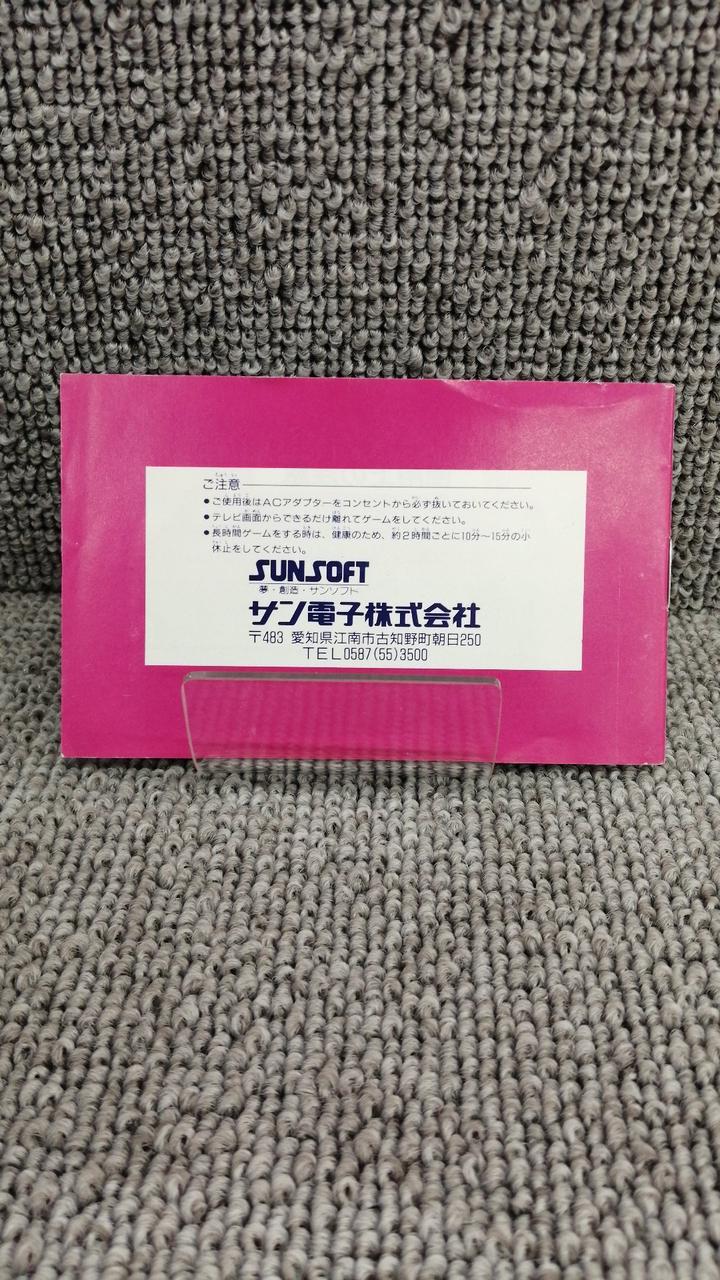 ご注意
●ご使用後はACアダプターをコンセントから必ず抜いておいてください。
●テレビ画面からできるだけ離れてゲームをしてください。
●長時間ゲームをする時は、健康のため、約2時間ごとに10分〜15分の小
休止をしてください。
SUNSOFT
夢・創造・サンソフト
サン電子株式会社
〒483 愛知県江南市古知野町朝日250
TEL0587(55)3500